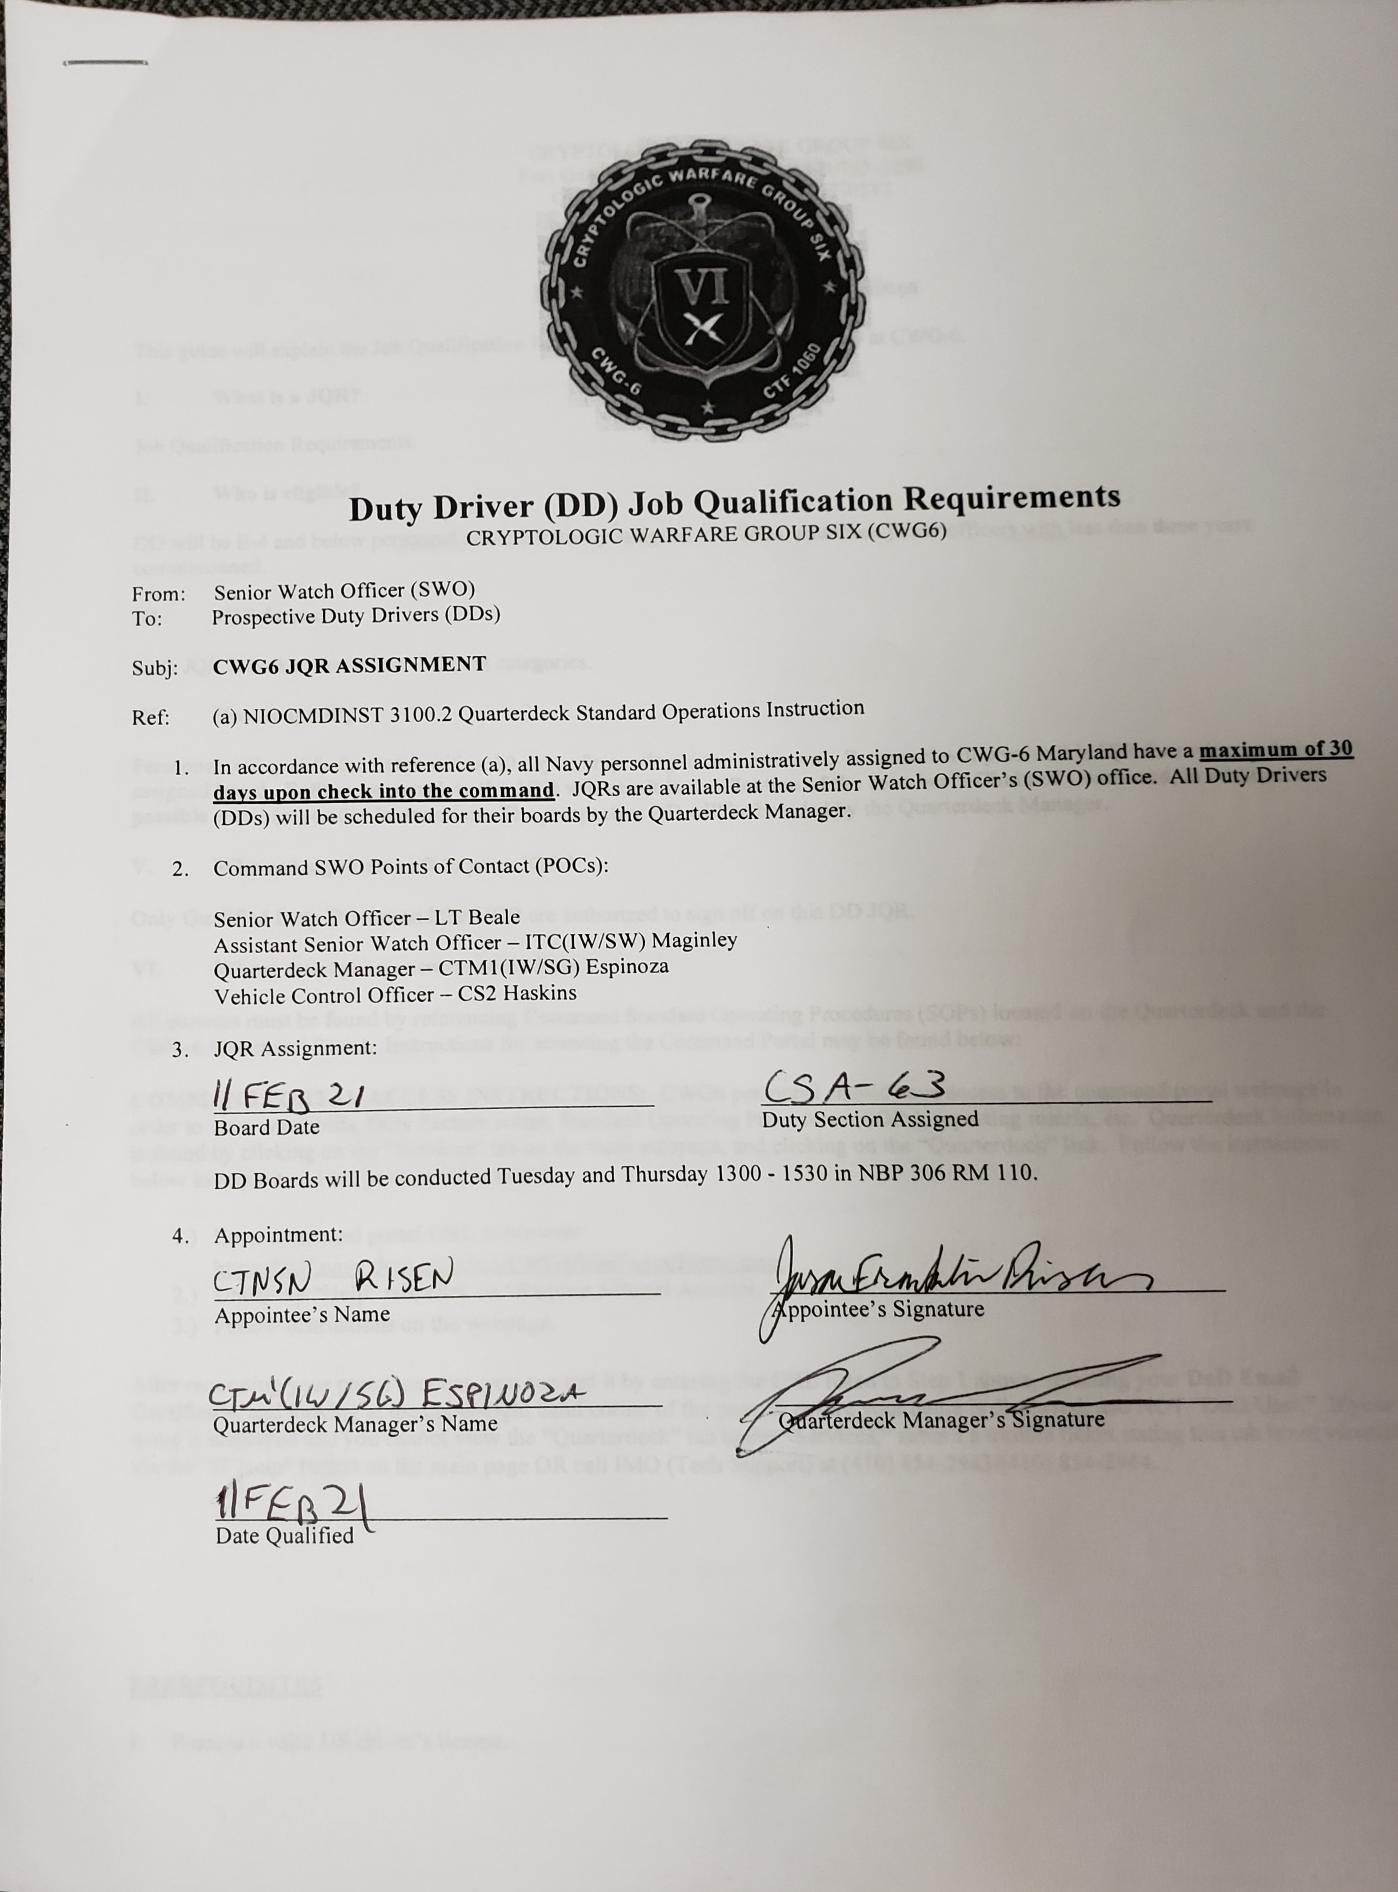 CRYPTOLOGIC WARFARE GROUP SIX
VI
CWG-6
CTF 1060
Duty Driver (DD) Job Qualification Requirements
CRYPTOLOGIC WARFARE GROUP SIX (CWG6)
From: Senior Watch Officer (SWO)
To: Prospective Duty Drivers (DDs)
Subj: CWG6 JQR ASSIGNMENT
Ref: (a) NIOCMDINST 3100.2 Quarterdeck Standard Operations Instruction
1. In accordance with reference (a), all Navy personnel administratively assigned to CWG-6 Maryland have a maximum of 30
days upon check into the command. JQRs are available at the Senior Watch Officer's (SWO) office. All Duty Drivers
(DDs) will be scheduled for their boards by the Quarterdeck Manager.
2. Command SWO Points of Contact (POCs):
Senior Watch Officer – LT Beale
Assistant Senior Watch Officer – ITC(IW/SW) Maginley
Quarterdeck Manager – CTM1(IW/SG) Espinoza
Vehicle Control Officer – CS2 Haskins
3. JQR Assignment:
11 FEB 21 CSA-63
Board Date Duty Section Assigned
DD Boards will be conducted Tuesday and Thursday 1300 - 1530 in NBP 306 RM 110.
4. Appointment:
CTNSN RISEN Jason Franklin Risen
Appointee's Name Appointee's Signature
CTM1(IW/SG) ESPINOZA
Quarterdeck Manager's Name Quarterdeck Manager's Signature
11 FEB 21
Date Qualified